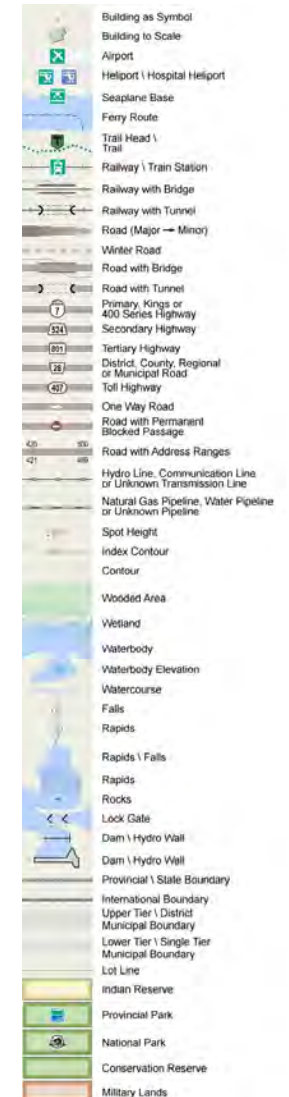 Building as Symbol
Building to Scale
Airport
Heliport \ Hospital Heliport
Seaplane Base
Ferry Route
Trail Head \
Trail
Railway \ Train Station
Railway with Bridge
Railway with Tunnel
Road (Major → Minor)
Winter Road
Road with Bridge
Road with Tunnel
7
Primary, Kings or
400 Series Highway
524
Secondary Highway
801
Tertiary Highway
28
District, County, Regional
or Municipal Road
407
Toll Highway
One Way Road
Road with Permanent
Blocked Passage
Road with Address Ranges
421
Hydro Line, Communication Line
or Unknown Transmission Line
Natural Gas Pipeline, Water Pipeline
or Unknown Pipeline
Spot Height
Index Contour
Contour
Wooded Area
Wetland
Waterbody
Waterbody Elevation
Watercourse
Falls
Rapids
Rapids \ Falls
Rapids
Rocks
Lock Gate
Dam \ Hydro Wall
Dam \ Hydro Wall
Provincial \ State Boundary
International Boundary
Upper Tier \ District
Municipal Boundary
Lower Tier \ Single Tier
Municipal Boundary
Lot Line
Indian Reserve
Provincial Park
National Park
Conservation Reserve
Military Lands